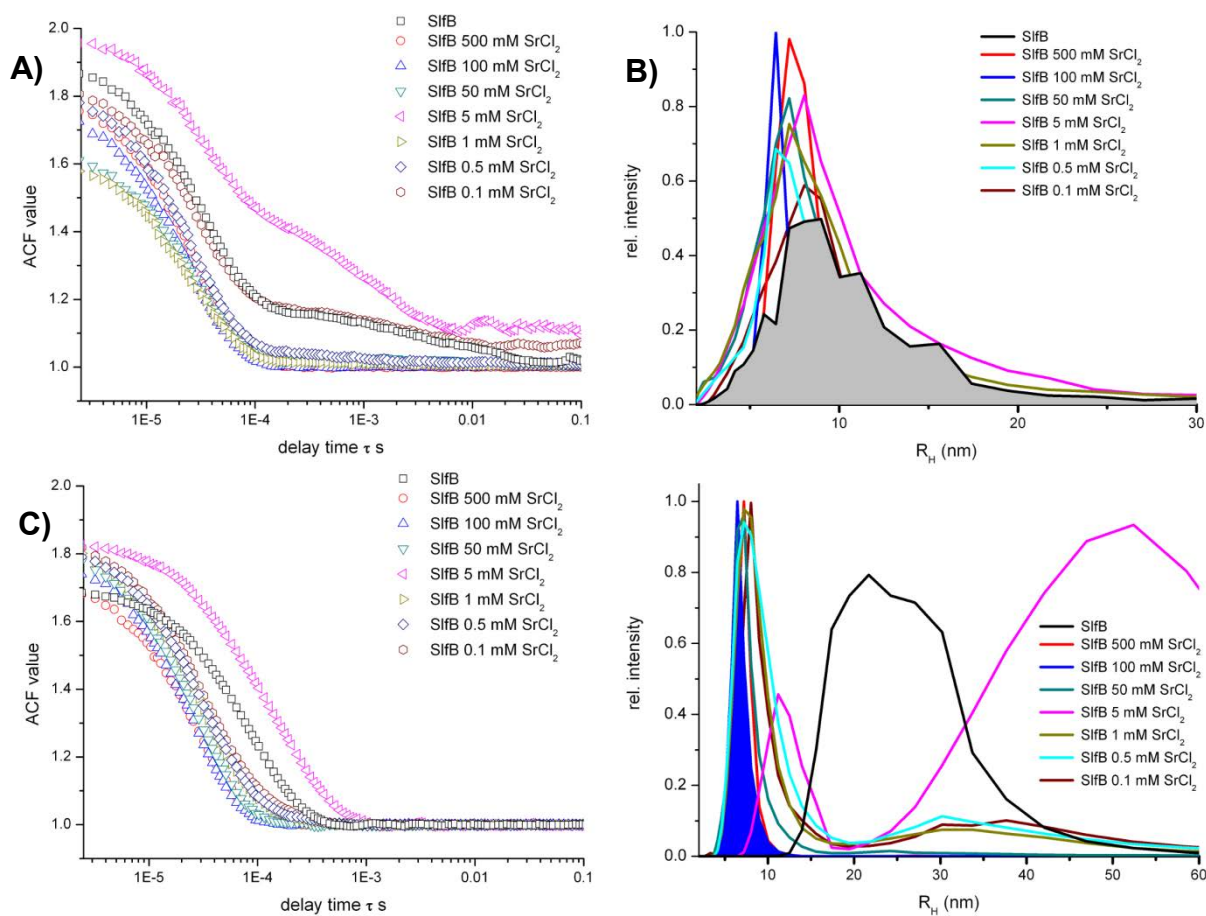 A)
2.0
1.8
1.6
1.4
1.2
1.0
ACF value
1E-5
1E-4
1E-3
0.01
0.1
delay time τ s
SlfB
SlfB 500 mM SrCl₂
SlfB 100 mM SrCl₂
SlfB 50 mM SrCl₂
SlfB 5 mM SrCl₂
SlfB 1 mM SrCl₂
SlfB 0.5 mM SrCl₂
SlfB 0.1 mM SrCl₂
B)
1.0
0.8
0.6
0.4
0.2
0.0
rel. intensity
10
20
30
R_H (nm)
SlfB
SlfB 500 mM SrCl₂
SlfB 100 mM SrCl₂
SlfB 50 mM SrCl₂
SlfB 5 mM SrCl₂
SlfB 1 mM SrCl₂
SlfB 0.5 mM SrCl₂
SlfB 0.1 mM SrCl₂
C)
2.0
1.8
1.6
1.4
1.2
1.0
ACF value
1E-5
1E-4
1E-3
0.01
0.1
delay time τ s
SlfB
SlfB 500 mM SrCl₂
SlfB 100 mM SrCl₂
SlfB 50 mM SrCl₂
SlfB 5 mM SrCl₂
SlfB 1 mM SrCl₂
SlfB 0.5 mM SrCl₂
SlfB 0.1 mM SrCl₂
1.0
0.8
0.6
0.4
0.2
0.0
rel. intensity
10
20
30
40
50
60
R_H (nm)
SlfB
SlfB 500 mM SrCl₂
SlfB 100 mM SrCl₂
SlfB 50 mM SrCl₂
SlfB 5 mM SrCl₂
SlfB 1 mM SrCl₂
SlfB 0.5 mM SrCl₂
SlfB 0.1 mM SrCl₂